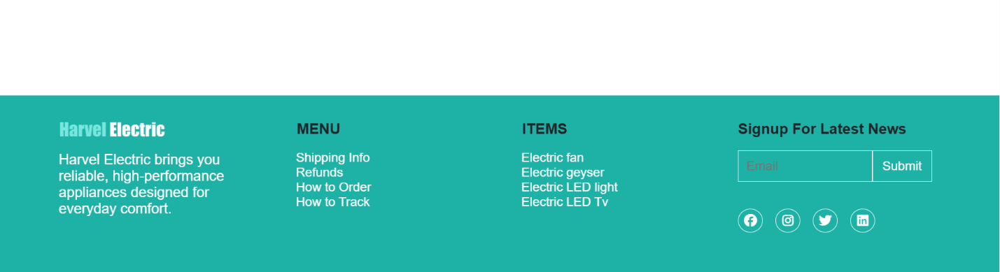 Harvel Electric
Harvel Electric brings you
reliable, high-performance
appliances designed for
everyday comfort.
MENU
Shipping Info
Refunds
How to Order
How to Track
ITEMS
Electric fan
Electric geyser
Electric LED light
Electric LED Tv
Signup For Latest News
Email
Submit